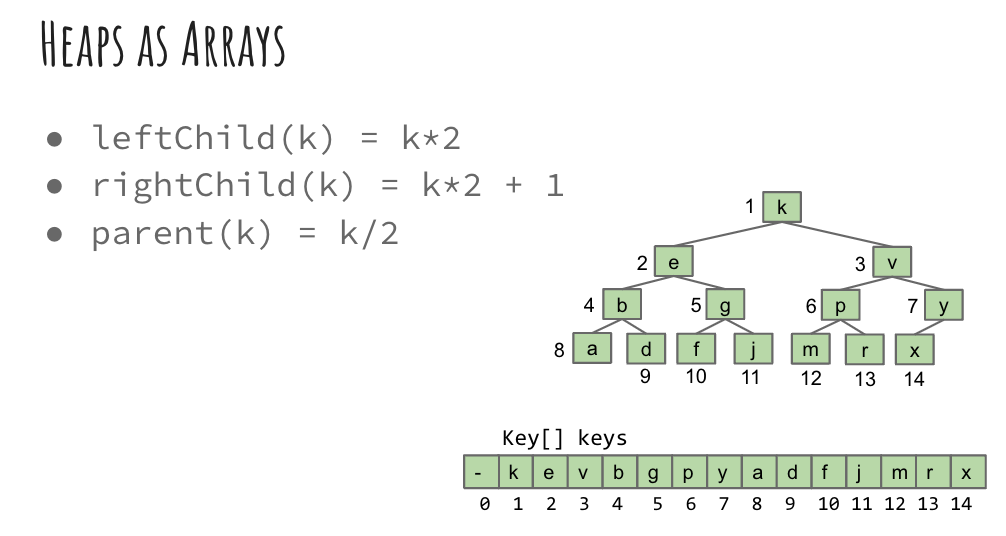 HEAPS AS ARRAYS
● leftChild(k) = k*2
● rightChild(k) = k*2 + 1
● parent(k) = k/2
1 k
2 e 3 v
4 b 5 g 6 p 7 y
8 a d f j m r x
9 10 11 12 13 14
Key[] keys
- k e v b g p y a d f j m r x
0 1 2 3 4 5 6 7 8 9 10 11 12 13 14